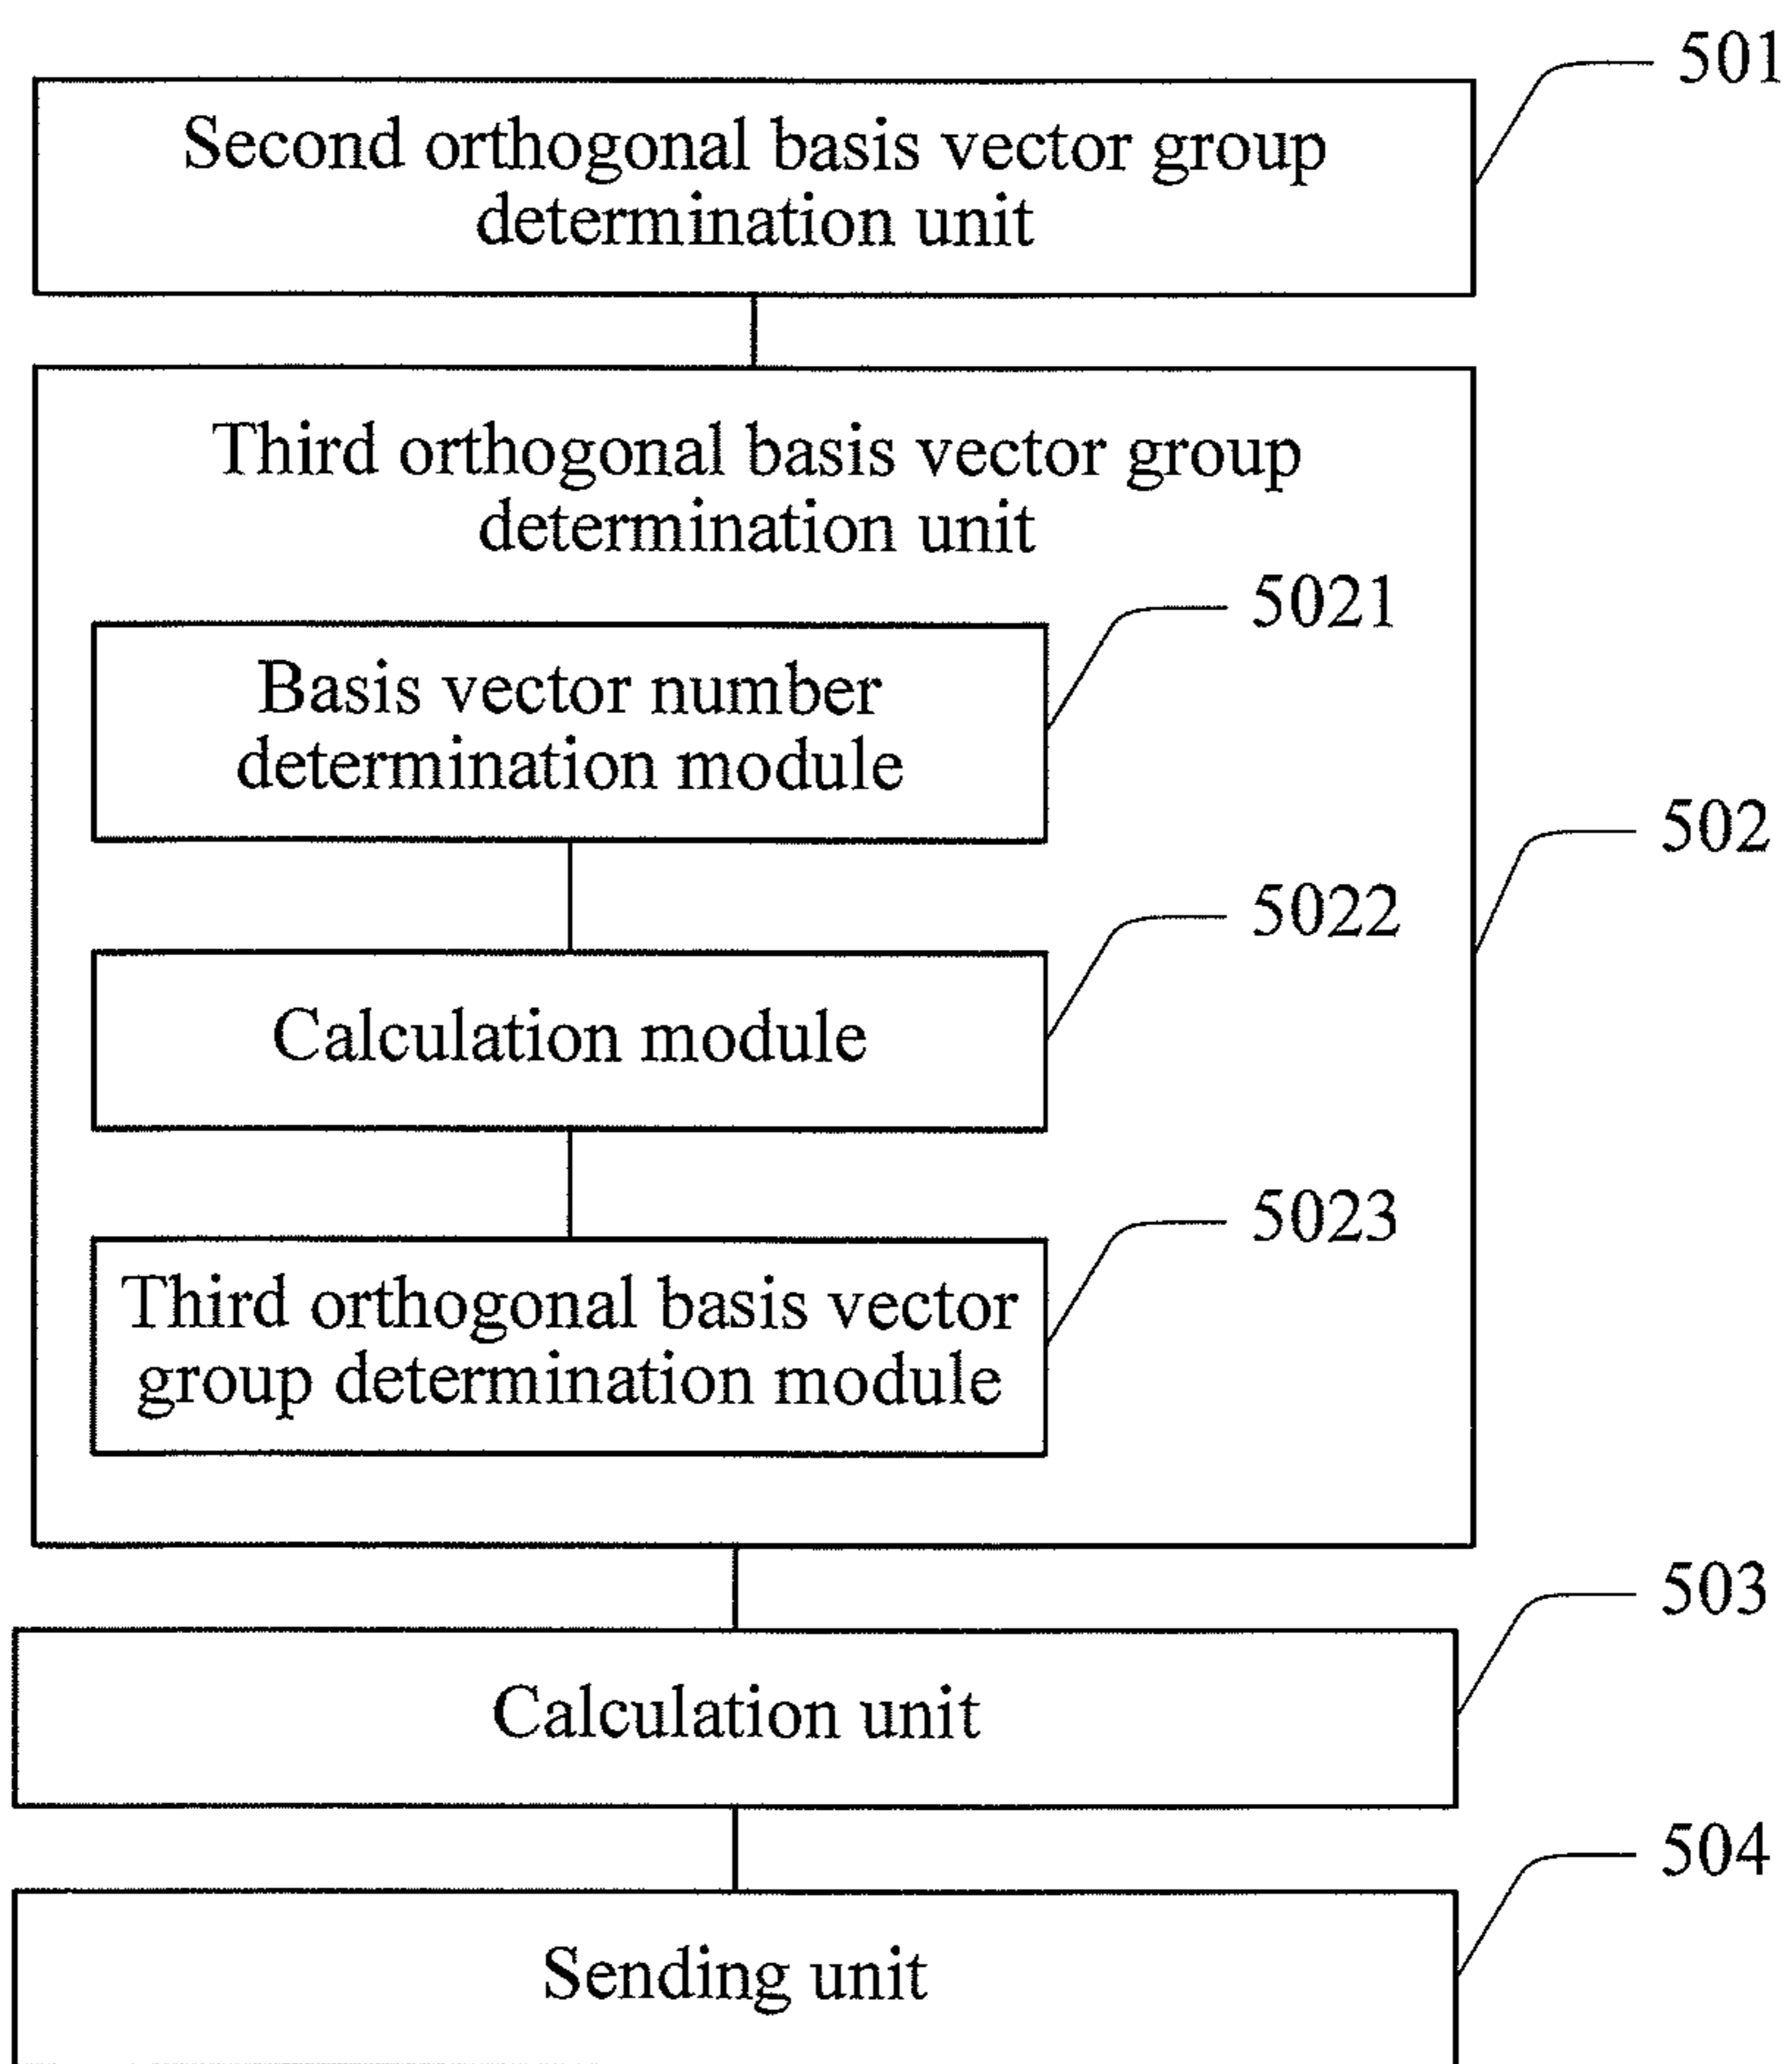 501
Second orthogonal basis vector group
determination unit
Third orthogonal basis vector group
determination unit
5021
Basis vector number
determination module
502
5022
Calculation module
5023
Third orthogonal basis vector
group determination module
503
Calculation unit
504
Sending unit